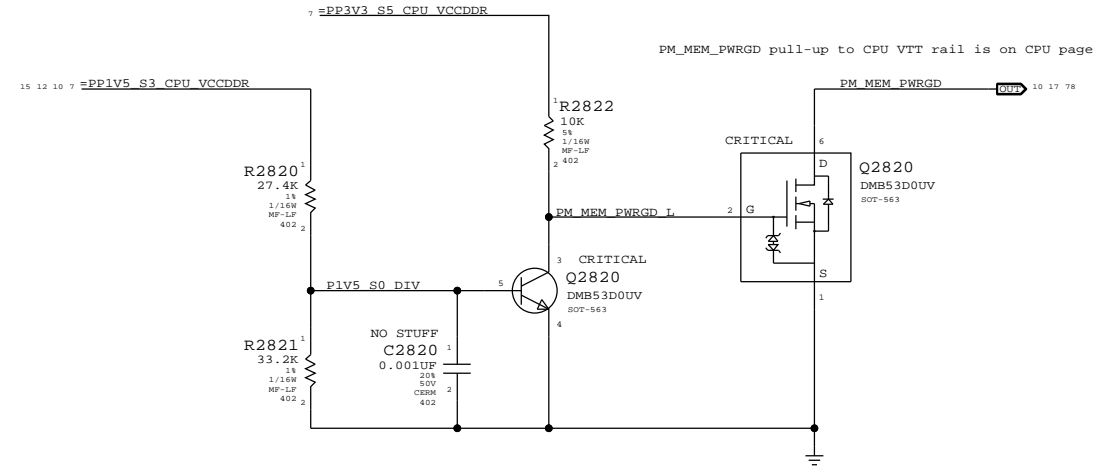 7 =PP3V3_S5_CPU_VCCDDR
PM_MEM_PWRGD pull-up to CPU VTT rail is on CPU page
15 12 10 7 =PP1V5_S3_CPU_VCCDDR
PM_MEM_PWRGD
OUT 10 17 78
1
R2822
10K
5%
1/16W
MF-LF
402
2
CRITICAL
6
D
Q2820
DMB53D0UV
SOT-563
R2820
1
27.4K
1%
1/16W
MF-LF
402
2
PM_MEM_PWRGD_L
2
G
S
1
3
CRITICAL
Q2820
DMB53D0UV
SOT-563
P1V5_S0_DIV
5
4
R2821
1
33.2K
1%
1/16W
MF-LF
402
2
NO STUFF
C2820
1
0.001UF
20%
50V
CERM
402
2